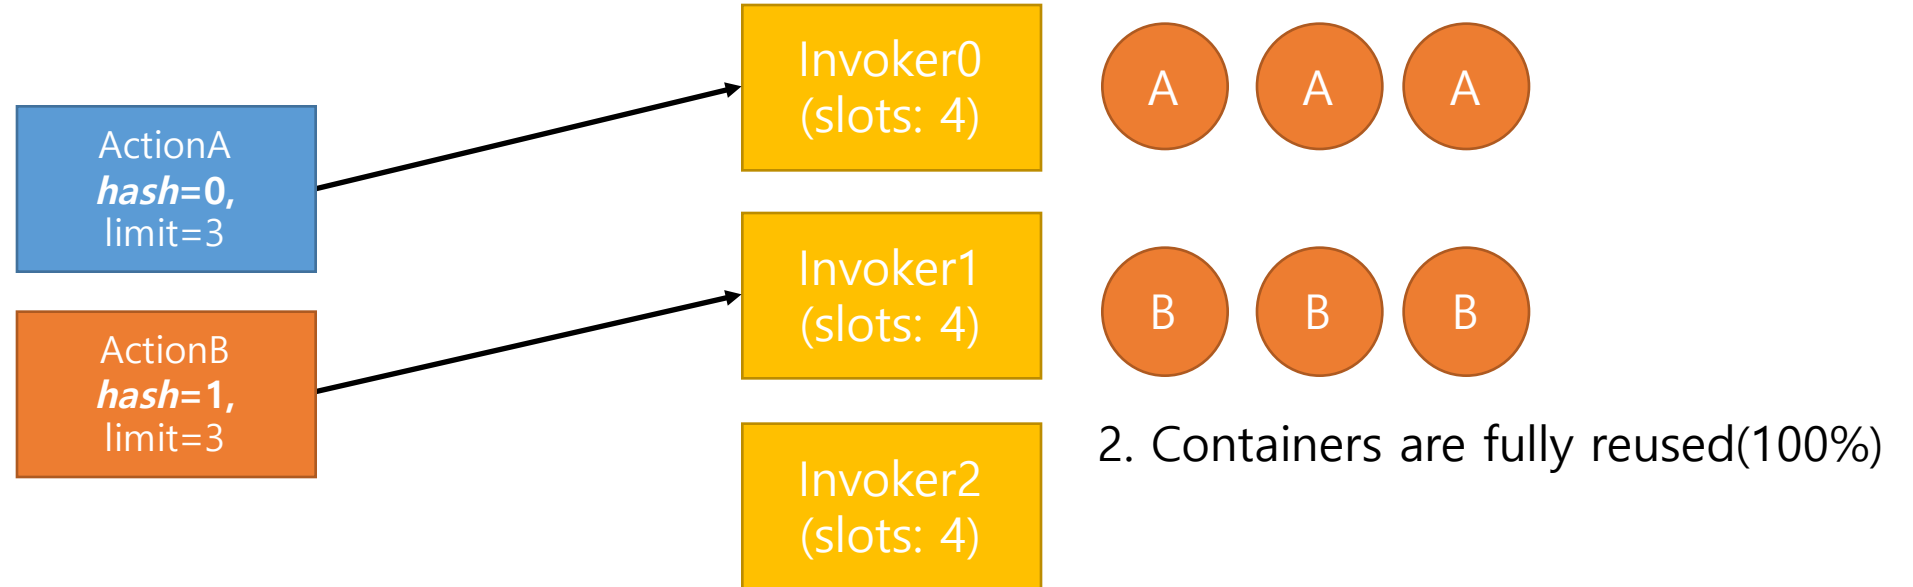 ActionA
hash=0,
limit=3
ActionB
hash=1,
limit=3
Invoker0
(slots: 4)
Invoker1
(slots: 4)
Invoker2
(slots: 4)
A A A
B B B
2. Containers are fully reused(100%)